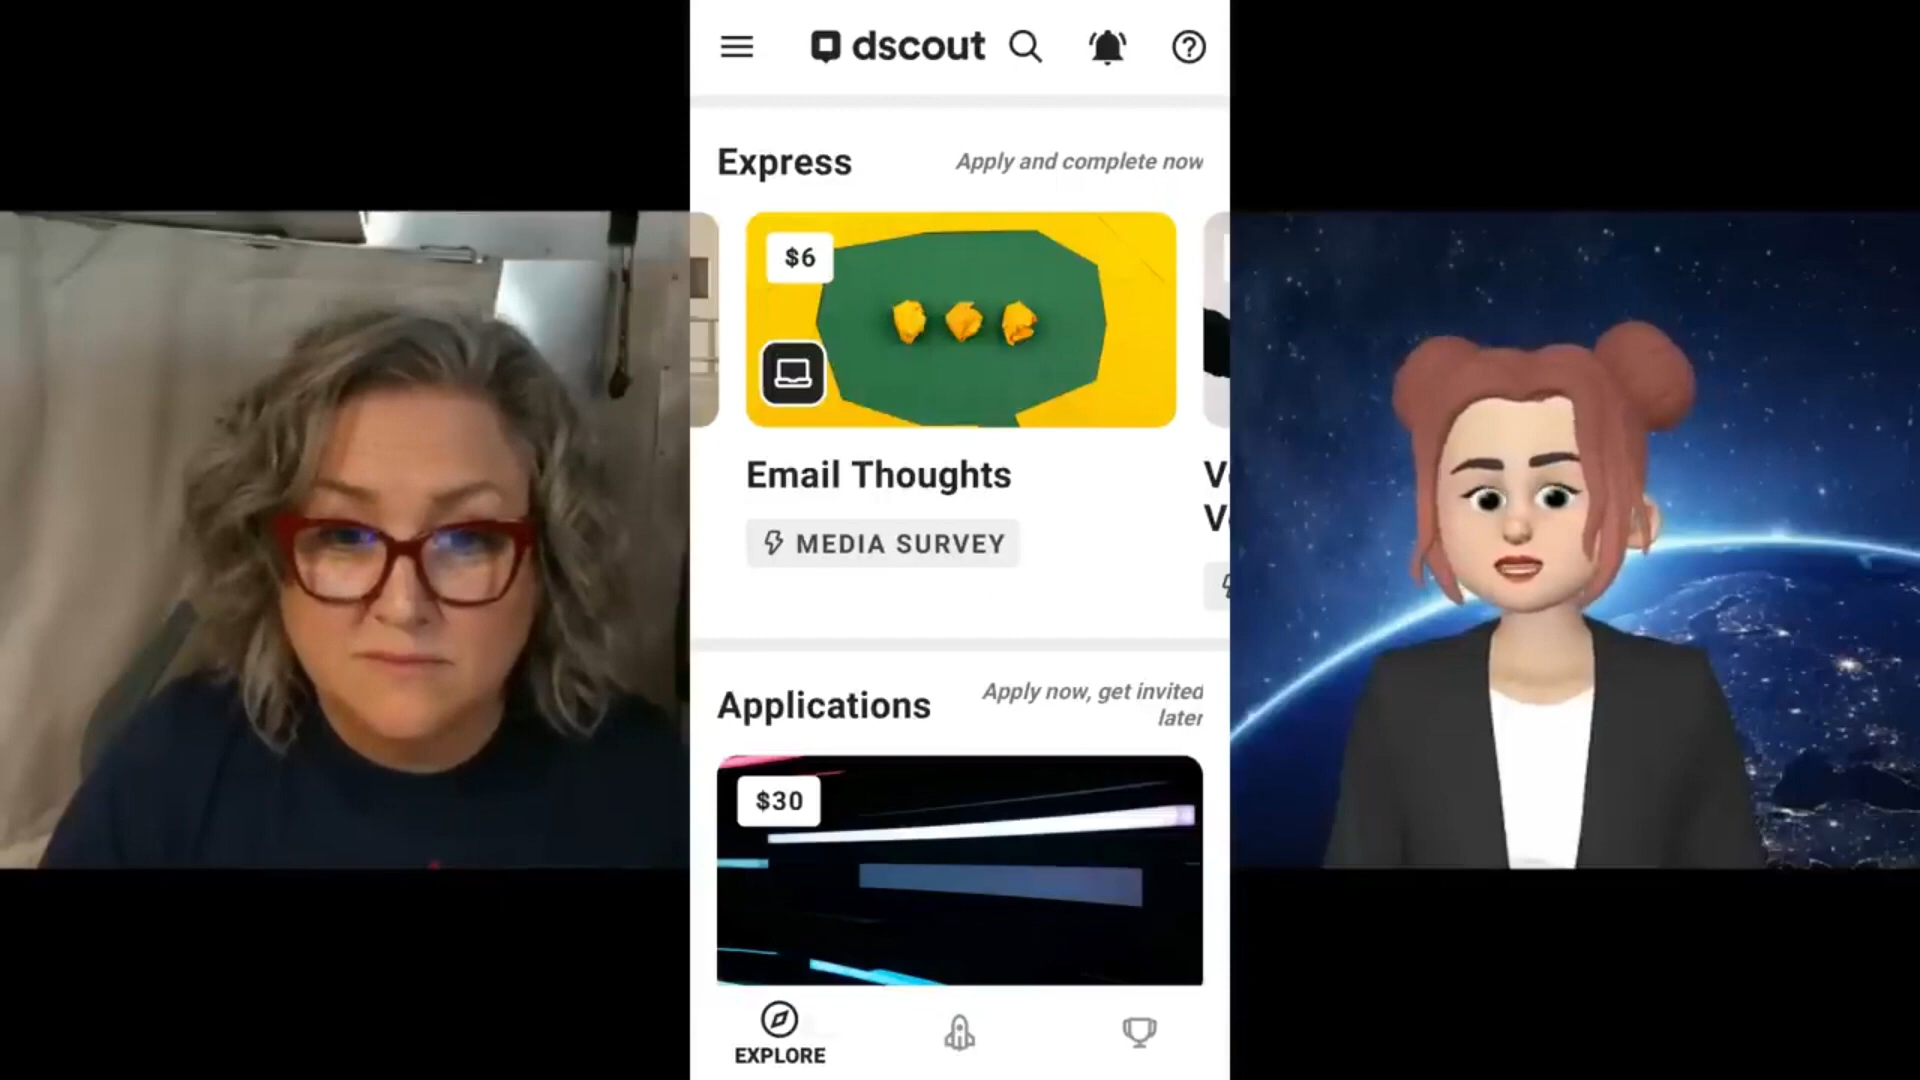 dscout
Express
Apply and complete now
$6
Email Thoughts
MEDIA SURVEY
Applications
Apply now, get invited
later
$30
EXPLORE